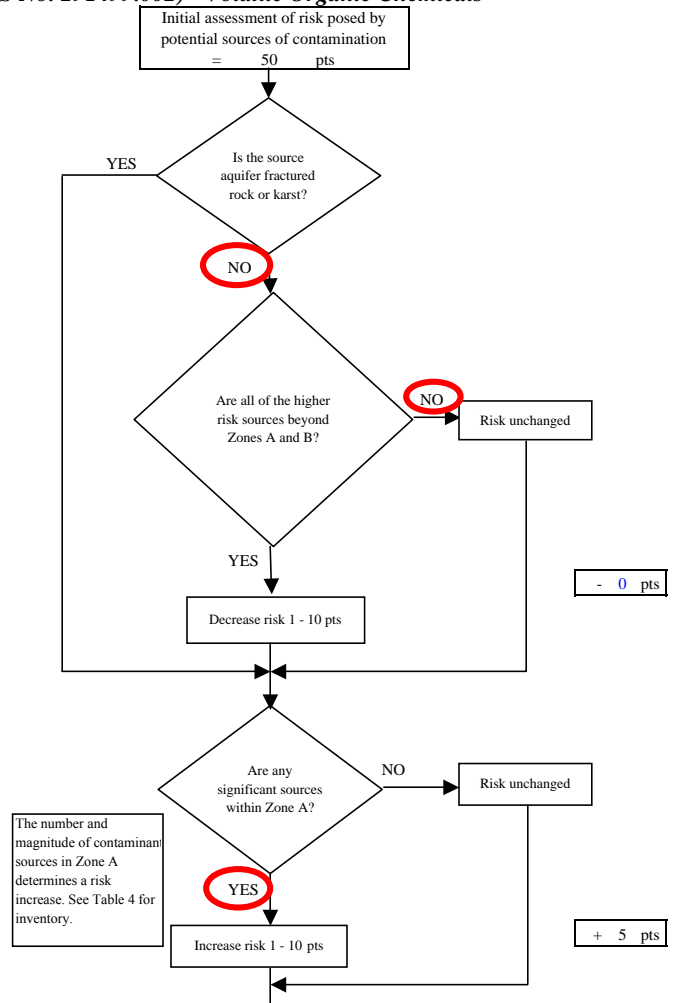 Initial assessment of risk posed by
potential sources of contamination
= 50 pts
YES
Is the source
aquifer fractured
rock or karst?
NO
Are all of the higher
risk sources beyond
Zones A and B?
NO
Risk unchanged
YES
- 0 pts
Decrease risk 1 - 10 pts
Are any
significant sources
within Zone A?
NO
Risk unchanged
The number and
magnitude of contaminant
sources in Zone A
determines a risk
increase. See Table 4 for
inventory.
YES
+ 5 pts
Increase risk 1 - 10 pts